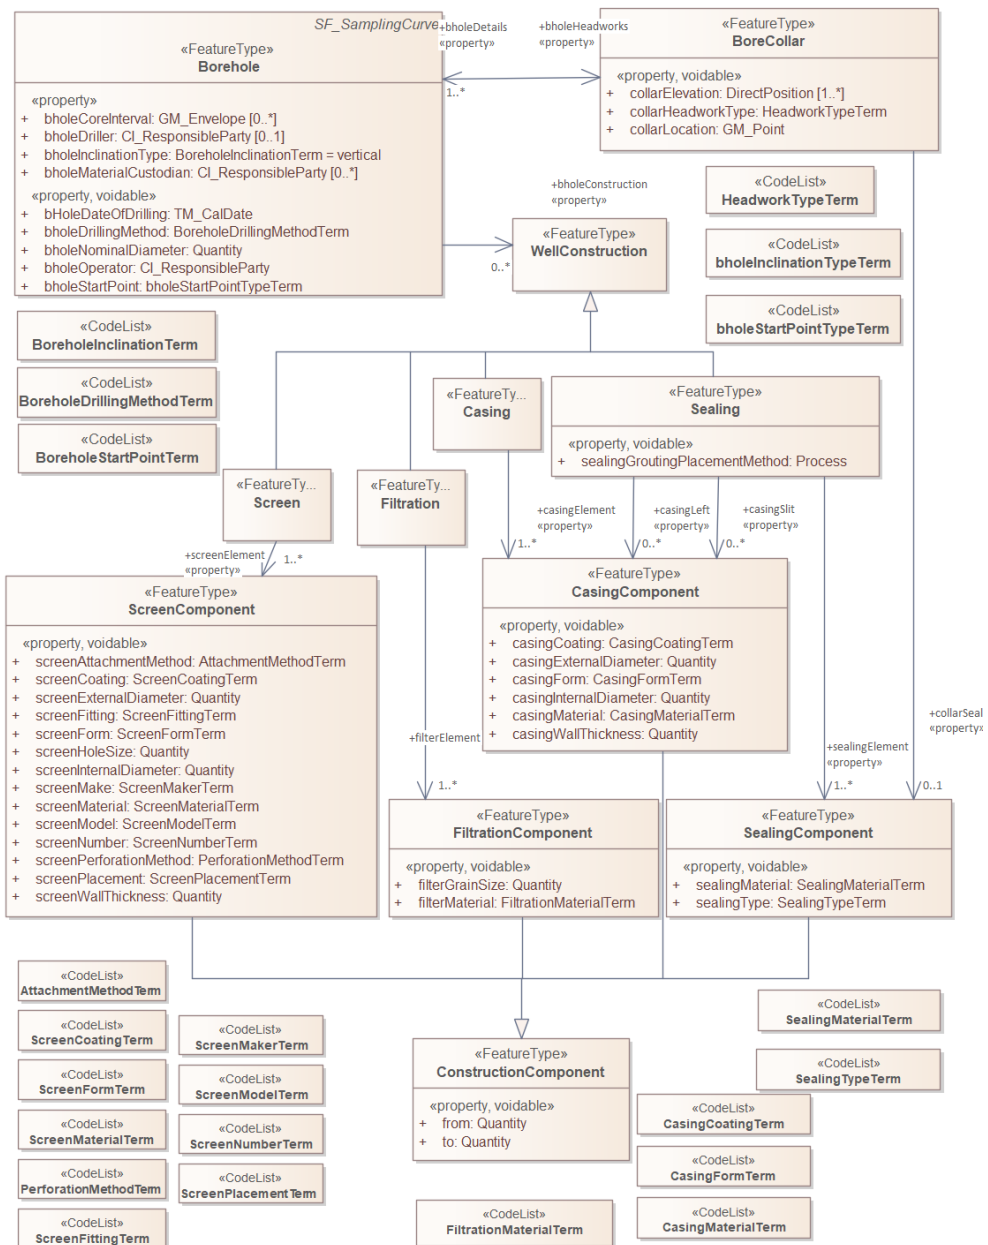 SF_SamplingCurve
«FeatureType»
Borehole
«property»
+ bholeCoreInterval: GM_Envelope [0..*]
+ bholeDriller: CI_ResponsibleParty [0..1]
+ bholeInclinationType: BoreholeInclinationTerm = vertical
+ bholeMaterialCustodian: CI_ResponsibleParty [0..*]
«property, voidable»
+ bHoleDateOfDrilling: TM_CalDate
+ bholeDrillingMethod: BoreholeDrillingMethodTerm
+ bholeNominalDiameter: Quantity
+ bholeOperator: CI_ResponsibleParty
+ bholeStartPoint: bholeStartPointTypeTerm
+bholeDetails
«property»
1..*
+bholeHeadworks
«property»
«FeatureType»
BoreCollar
«property, voidable»
+ collarElevation: DirectPosition [1..*]
+ collarHeadworkType: HeadworkTypeTerm
+ collarLocation: GM_Point
+bholeConstruction
«property»
0..*
«FeatureType»
WellConstruction
«CodeList»
HeadworkTypeTerm
«CodeList»
bholeInclinationTypeTerm
«CodeList»
bholeStartPointTypeTerm
«CodeList»
BoreholeInclinationTerm
«CodeList»
BoreholeDrillingMethodTerm
«CodeList»
BoreholeStartPointTerm
«FeatureTy...
Screen
«FeatureTy...
Filtration
«FeatureTy...
Casing
«FeatureType»
Sealing
«property, voidable»
+ sealingGroutingPlacementMethod: Process
+screenElement
«property»
1..*
+casingElement
«property»
1..*
+casingLeft
«property»
0..*
+casingSlit
«property»
0..*
«FeatureType»
ScreenComponent
«property, voidable»
+ screenAttachmentMethod: AttachmentMethodTerm
+ screenCoating: ScreenCoatingTerm
+ screenExternalDiameter: Quantity
+ screenFitting: ScreenFittingTerm
+ screenForm: ScreenFormTerm
+ screenHoleSize: Quantity
+ screenInternalDiameter: Quantity
+ screenMake: ScreenMakerTerm
+ screenMaterial: ScreenMaterialTerm
+ screenModel: ScreenModelTerm
+ screenNumber: ScreenNumberTerm
+ screenPerforationMethod: PerforationMethodTerm
+ screenPlacement: ScreenPlacementTerm
+ screenWallThickness: Quantity
«FeatureType»
CasingComponent
«property, voidable»
+ casingCoating: CasingCoatingTerm
+ casingExternalDiameter: Quantity
+ casingForm: CasingFormTerm
+ casingInternalDiameter: Quantity
+ casingMaterial: CasingMaterialTerm
+ casingWallThickness: Quantity
+filterElement
1..*
+sealingElement
«property»
1..*
+collarSeal
«property»
0..1
«FeatureType»
FiltrationComponent
«property, voidable»
+ filterGrainSize: Quantity
+ filterMaterial: FiltrationMaterialTerm
«FeatureType»
SealingComponent
«property, voidable»
+ sealingMaterial: SealingMaterialTerm
+ sealingType: SealingTypeTerm
«FeatureType»
ConstructionComponent
«property, voidable»
+ from: Quantity
+ to: Quantity
«CodeList»
AttachmentMethodTerm
«CodeList»
ScreenCoatingTerm
«CodeList»
ScreenFormTerm
«CodeList»
ScreenMaterialTerm
«CodeList»
PerforationMethodTerm
«CodeList»
ScreenFittingTerm
«CodeList»
ScreenMakerTerm
«CodeList»
ScreenModelTerm
«CodeList»
ScreenNumberTerm
«CodeList»
ScreenPlacementTerm
«CodeList»
FiltrationMaterialTerm
«CodeList»
SealingMaterialTerm
«CodeList»
SealingTypeTerm
«CodeList»
CasingCoatingTerm
«CodeList»
CasingFormTerm
«CodeList»
CasingMaterialTerm